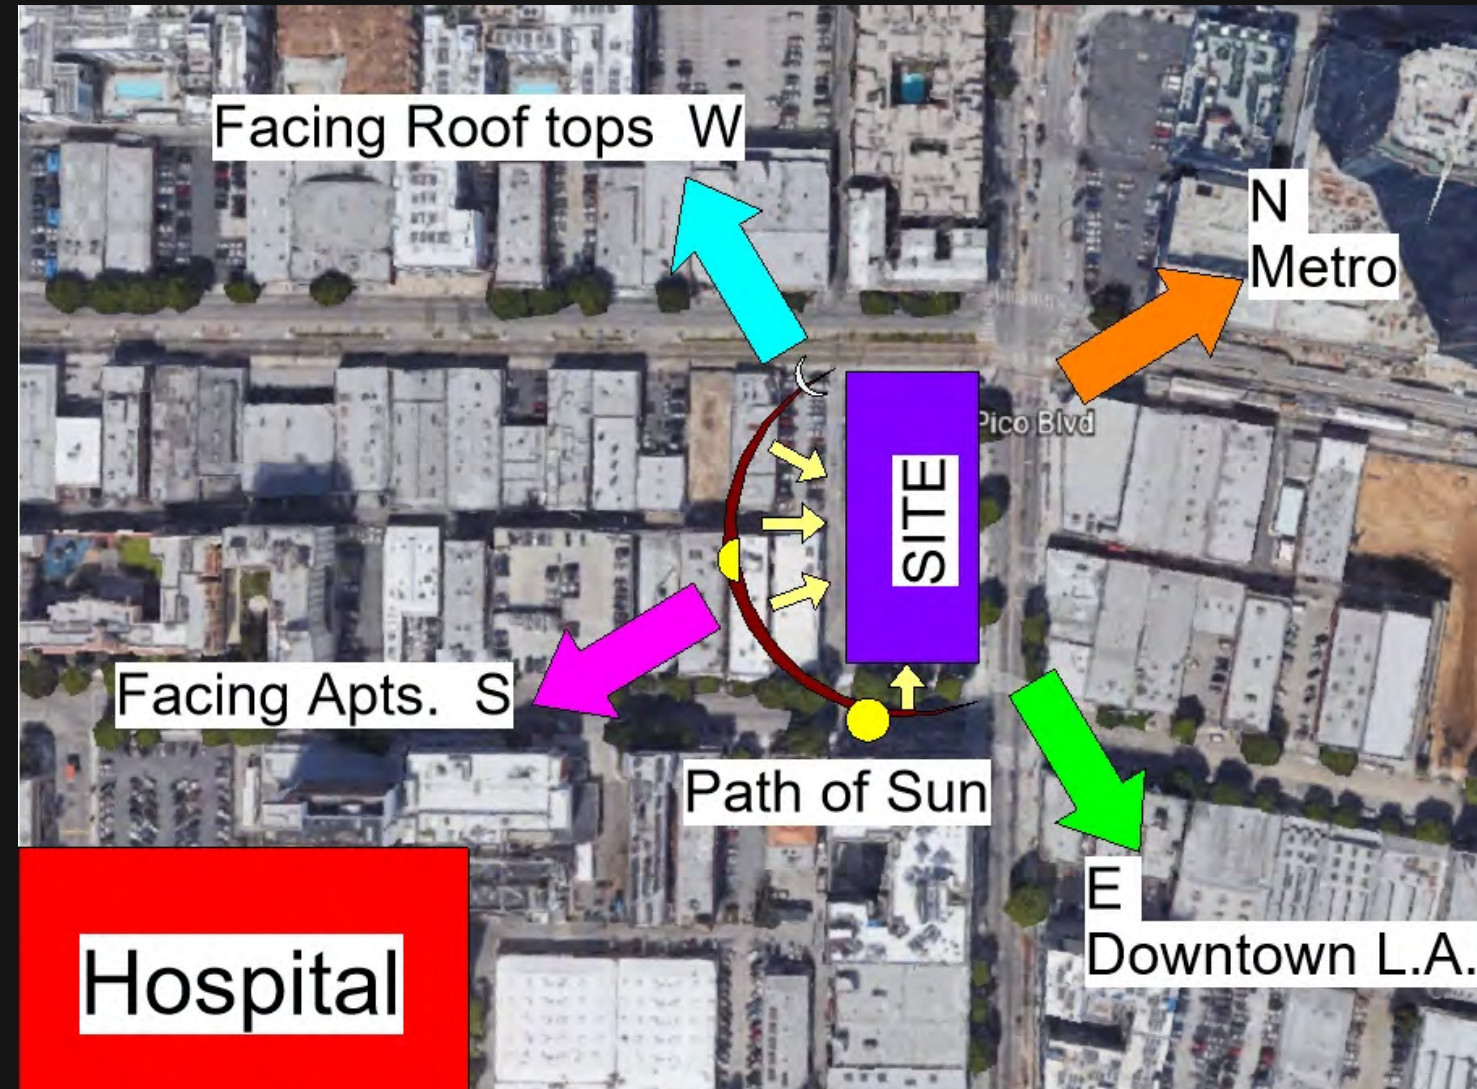 Facing Roof tops W
N
Metro
Pico Blvd
SITE
Facing Apts. S
Path of Sun
E
Downtown L.A.
Hospital